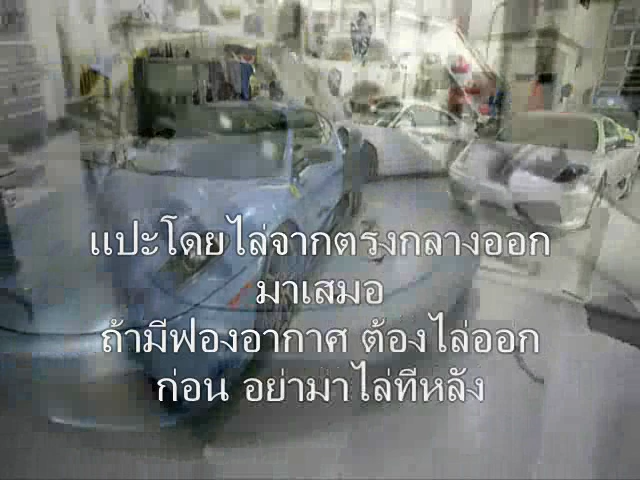 แปะโดยไล่จากตรงกลางออก
มาเสมอ
ถ้ามีฟองอากาศ ต้องไล่ออก
ก่อน อย่ามาไล่ทีหลัง